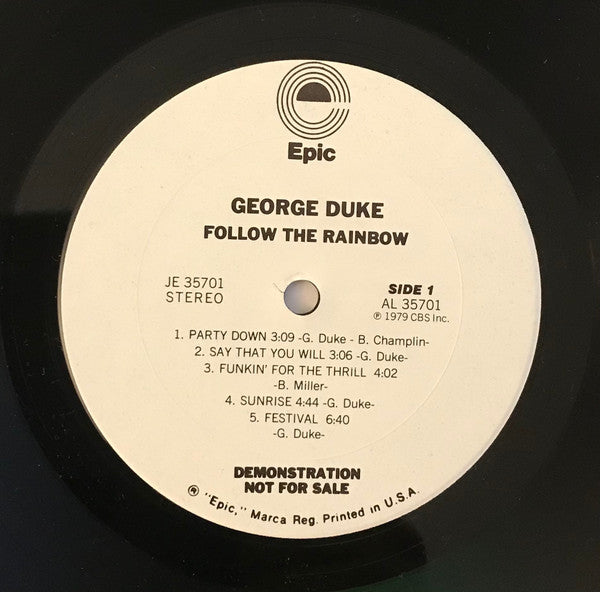 Epic
GEORGE DUKE
FOLLOW THE RAINBOW
JE 35701
STEREO
SIDE 1
AL 35701
℗ 1979 CBS Inc.
1. PARTY DOWN 3:09 -G. Duke - B. Champlin-
2. SAY THAT YOU WILL 3:06 -G. Duke-
3. FUNKIN' FOR THE THRILL 4:02
-B. Miller-
4. SUNRISE 4:44 -G. Duke-
5. FESTIVAL 6:40
-G. Duke-
DEMONSTRATION
NOT FOR SALE
® "Epic," Marca Reg. Printed in U.S.A.